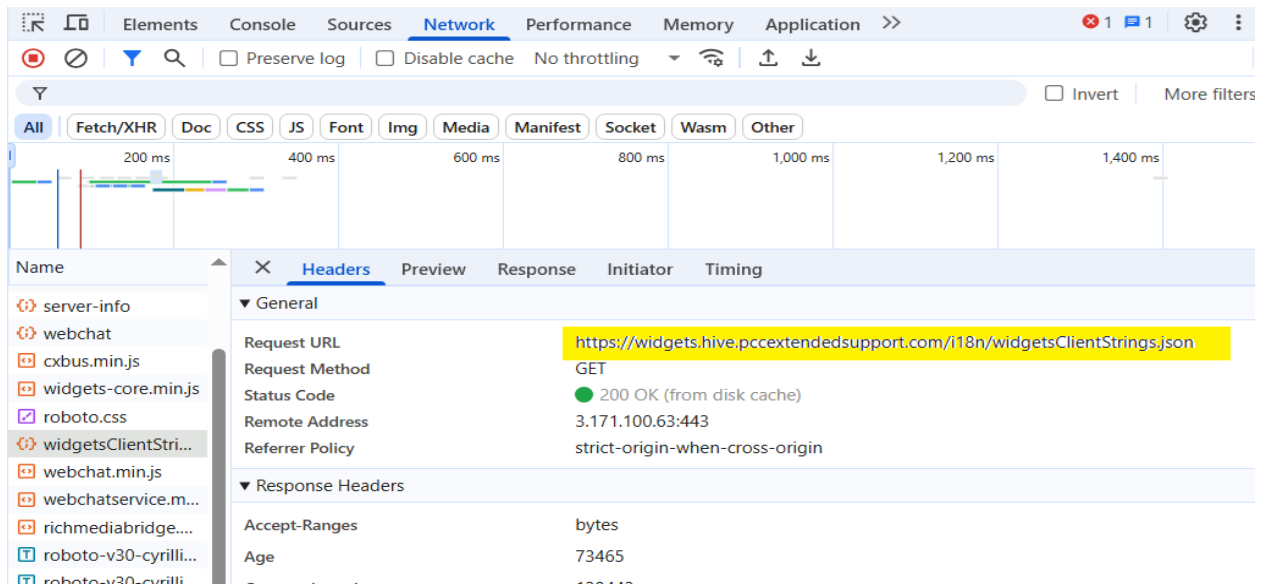 Elements Console Sources Network Performance Memory Application 1 1
Preserve log Disable cache No throttling
Invert More filters
All Fetch/XHR Doc CSS JS Font Img Media Manifest Socket Wasm Other
200 ms 400 ms 600 ms 800 ms 1,000 ms 1,200 ms 1,400 ms
Name Headers Preview Response Initiator Timing
server-info
webchat
cxbus.min.js
widgets-core.min.js
roboto.css
widgetsClientStri...
webchat.min.js
webchatservice.m...
richmediabridge....
roboto-v30-cyrilli...
roboto-v30-cyrilli
General
Request URL https://widgets.hive.pccextendedsupport.com/i18n/widgetsClientStrings.json
Request Method GET
Status Code 200 OK (from disk cache)
Remote Address 3.171.100.63:443
Referrer Policy strict-origin-when-cross-origin
Response Headers
Accept-Ranges bytes
Age 73465